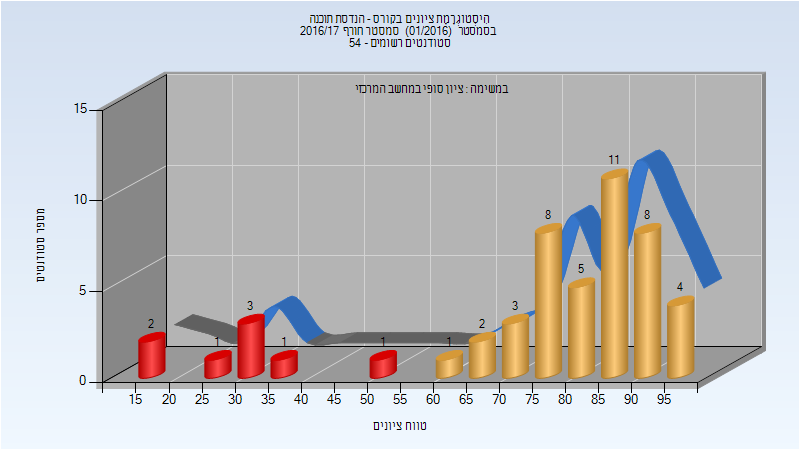 היסטוגרמת ציונים בקורס - הנדסת תוכנה
בסמסטר (01/2016) סמסטר חורף 2016/17
סטודנטים רשומים - 54
במשימה : ציון סופי במחשב המרכזי
מספר סטודנטים
15
10
5
0
2
1
3
1
1
1
2
3
8
5
11
8
4
15 20 25 30 35 40 45 50 55 60 65 70 75 80 85 90 95
טווח ציונים